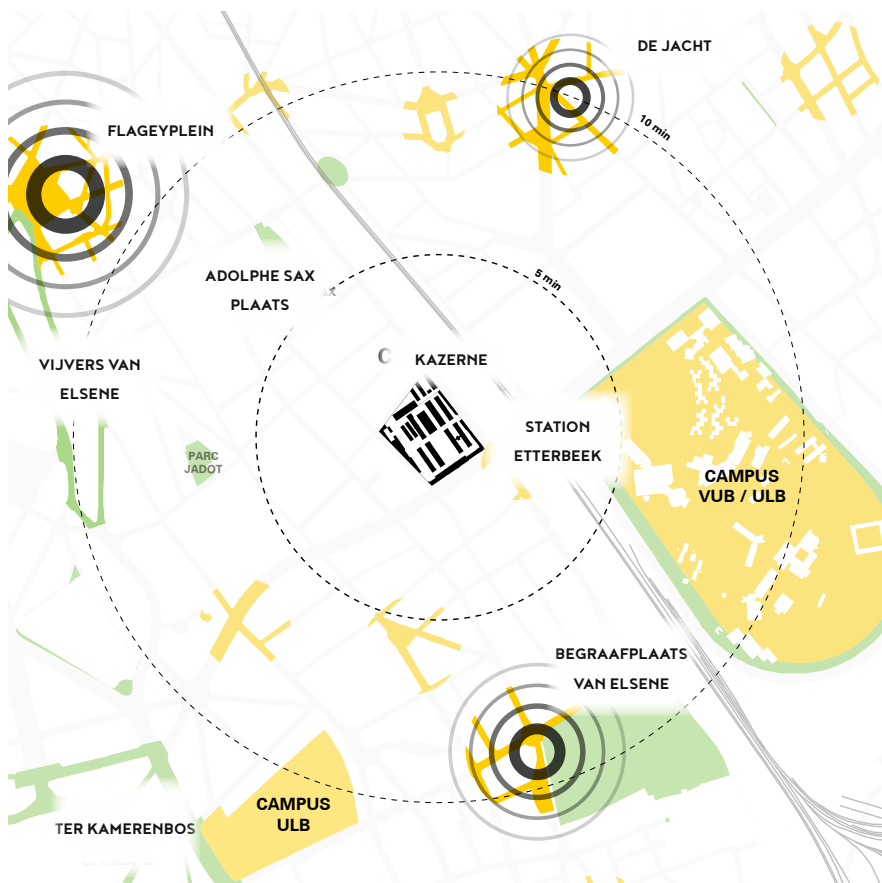 DE JACHT
10 min
FLAGEYPLEIN
ADOLPHE SAX
PLAATS
5 min
VIJVERS VAN
ELSENE
C
KAZERNE
PARC
JADOT
STATION
ETTERBEEK
CAMPUS
VUB / ULB
BEGRAAFPLAATS
VAN ELSENE
CAMPUS
ULB
TER KAMERENBOS